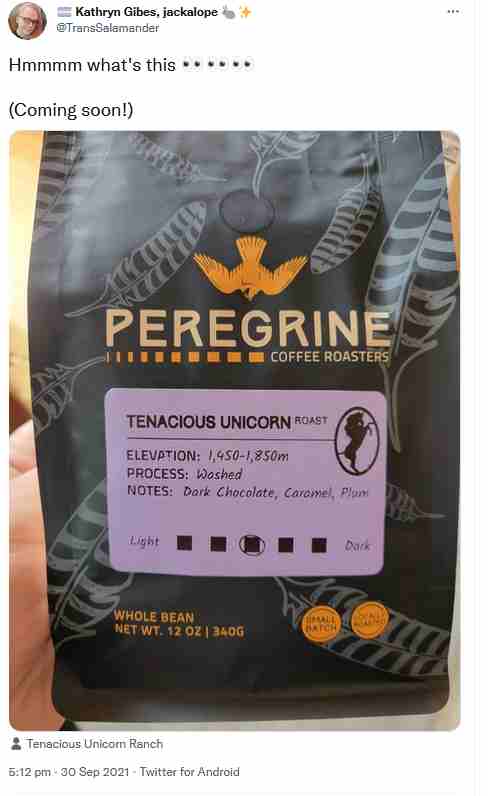 Kathryn Gibes, jackalope
@TransSalamander
Hmmmm what's this
(Coming soon!)
PEREGRINE
COFFEE ROASTERS
TENACIOUS UNICORN ROAST
ELEVATION: 1,450-1,850m
PROCESS: Washed
NOTES: Dark Chocolate, Caramel, Plum
Light Dark
WHOLE BEAN
NET WT. 12 OZ | 340G
SMALL
BATCH
LOCALLY
ROASTED
Tenacious Unicorn Ranch
5:12 pm · 30 Sep 2021 · Twitter for Android